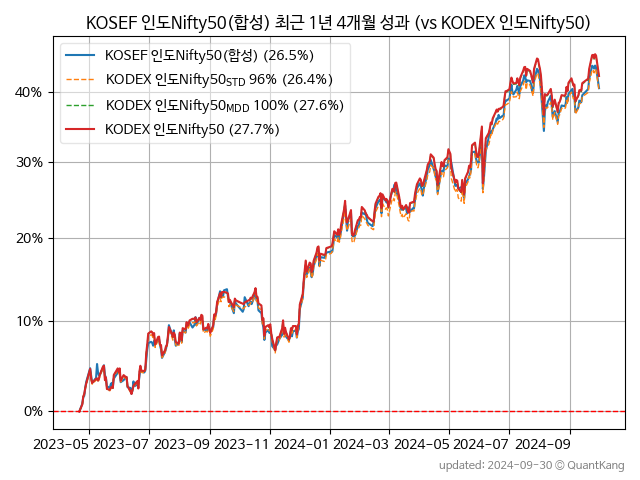 KOSEF 인도Nifty50(합성) 최근 1년 4개월 성과 (vs KODEX 인도Nifty50)
KOSEF 인도Nifty50(합성) (26.5%)
KODEX 인도Nifty50STD 96% (26.4%)
KODEX 인도Nifty50MDD 100% (27.6%)
KODEX 인도Nifty50 (27.7%)
40%
30%
20%
10%
0%
2023-05 2023-07 2023-09 2023-11 2024-01 2024-03 2024-05 2024-07 2024-09
updated: 2024-09-30 © QuantKang